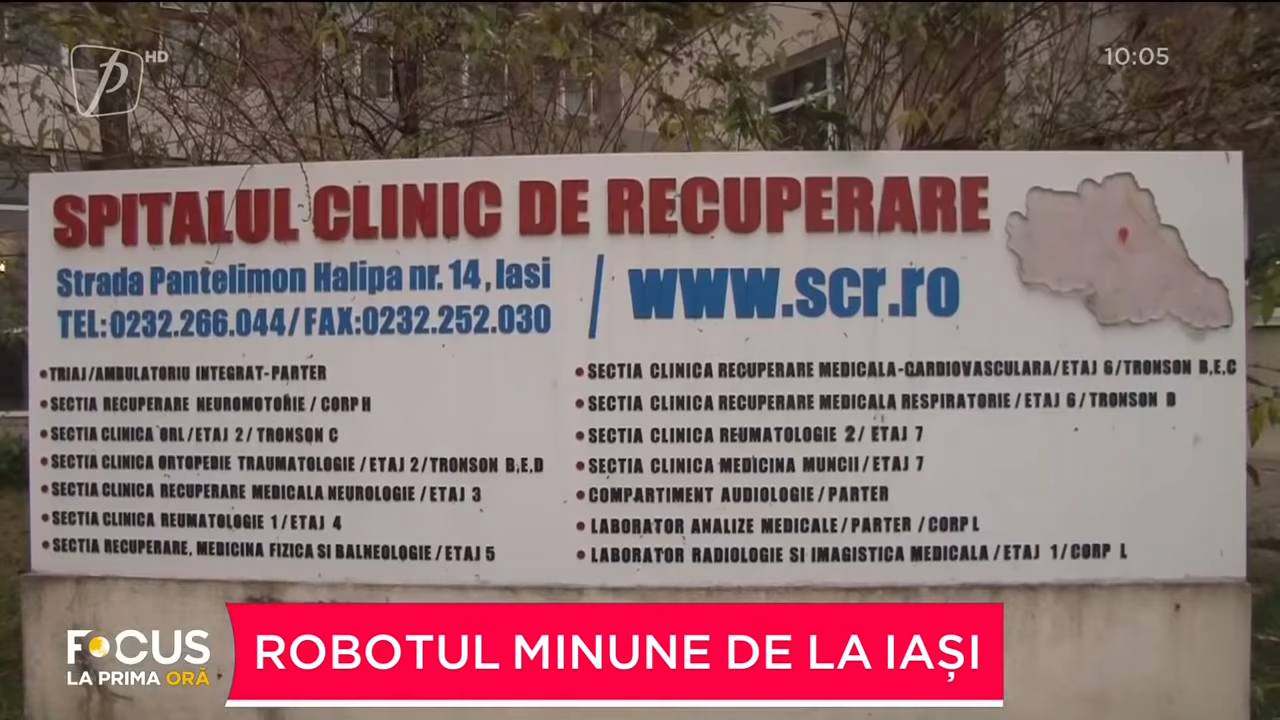 p HD
10:05
SPITALUL CLINIC DE RECUPERARE
Strada Pantelimon Halipa nr. 14, Iasi / www.scr.ro
TEL:0232.266.044/FAX:0232.252.030
•TRIAJ/AMBULATORIU INTEGRAT-PARTER
•SECTIA RECUPERARE NEUROMOTORIE / CORP H
•SECTIA CLINICA ORL/ETAJ 2/ TRONSON C
•SECTIA CLINICA ORTOPEDIE TRAUMATOLOGIE / ETAJ 2/TRONSON B,E,D
•SECTIA CLINICA RECUPERARE MEDICALA NEUROLOGIE / ETAJ 3
•SECTIA CLINICA REUMATOLOGIE 1/ETAJ 4
•SECTIA RECUPERARE, MEDICINA FIZICA SI BALNEOLOGIE/ETAJ 5
•SECTIA CLINICA RECUPERARE MEDICALA-CARDIOVASCULARA/ETAJ 6/TRONSON B,E,C
•SECTIA CLINICA RECUPERARE MEDICALA RESPIRATORIE / ETAJ 6/TRONSON D
•SECTIA CLINICA REUMATOLOGIE 2/ ETAJ 7
•SECTIA CLINICA MEDICINA MUNCII/ETAJ 7
•COMPARTIMENT AUDIOLOGIE/PARTER
•LABORATOR ANALIZE MEDICALE/PARTER /CORP L
•LABORATOR RADIOLOGIE SI IMAGISTICA MEDICALA /ETAJ 1/CORP L
FOCUS
LA PRIMA ORĂ
ROBOTUL MINUNE DE LA IAȘI